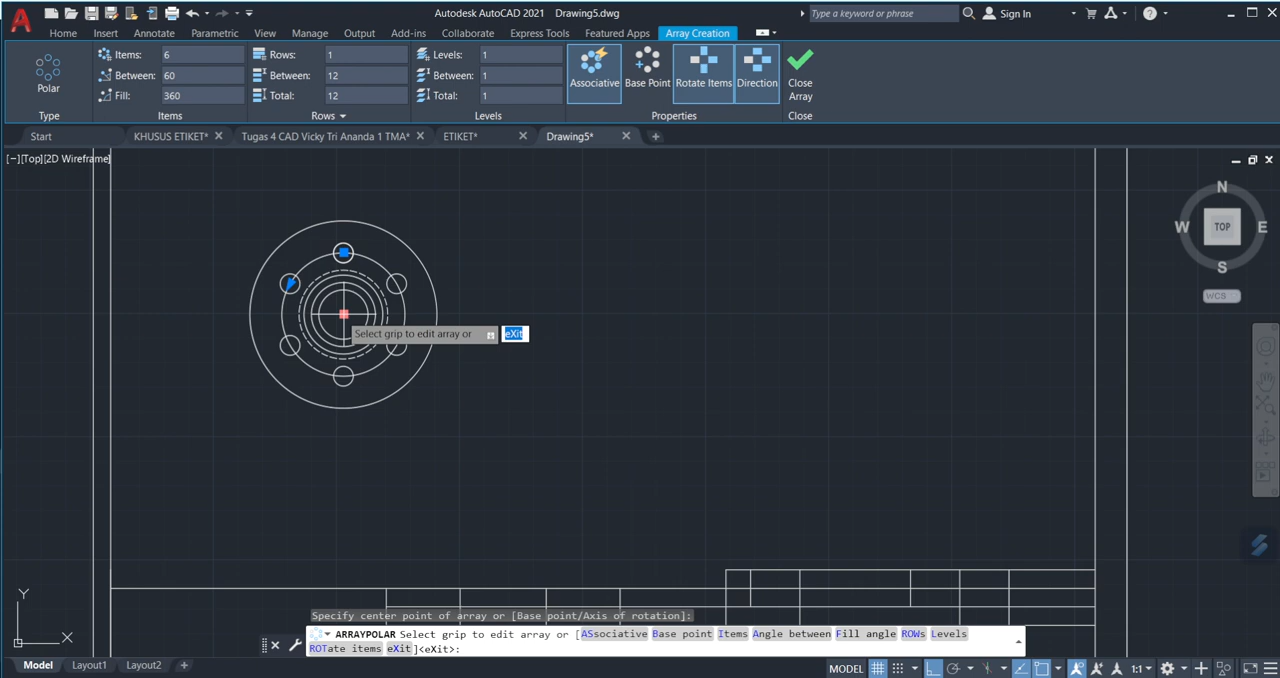 Autodesk AutoCAD 2021 Drawing5.dwg
Type a keyword or phrase
Sign In
Home Insert Annotate Parametric View Manage Output Add-ins Collaborate Express Tools Featured Apps Array Creation
Items: 6 Rows: 1 Levels: 1
Between: 60 Between: 12 Between: 1
Fill: 360 Total: 12 Total: 1
Polar
Associative Base Point Rotate Items Direction Close Array
Type Items Rows Levels Properties Close
Start KHUSUS ETIKET* Tugas 4 CAD Vicky Tri Ananda 1 TMA* ETIKET* Drawing5*
[−][Top][2D Wireframe]
N
W TOP E
S
WCS
Select grip to edit array or eXit
Y
X
Specify center point of array or [Base point/Axis of rotation]:
ARRAYPOLAR Select grip to edit array or [ASsociative Base point Items Angle between Fill angle ROWs Levels
ROTate items eXit]<eXit>:
Model Layout1 Layout2 + MODEL 1:1